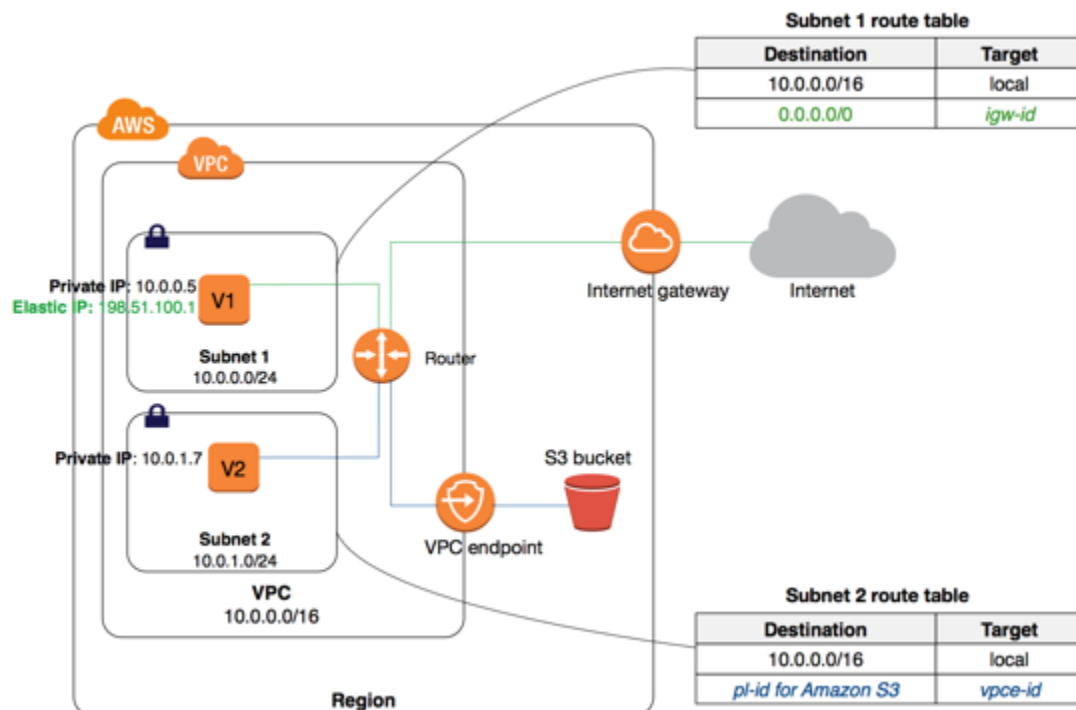 Subnet 1 route table
Destination Target
10.0.0.0/16 local
0.0.0.0/0 igw-id
AWS
VPC
Private IP: 10.0.0.5
Elastic IP: 198.51.100.1
V1
Subnet 1
10.0.0.0/24
Router
Internet gateway
Internet
Private IP: 10.0.1.7
V2
Subnet 2
10.0.1.0/24
S3 bucket
VPC endpoint
VPC
10.0.0.0/16
Region
Subnet 2 route table
Destination Target
10.0.0.0/16 local
pl-id for Amazon S3 vpce-id